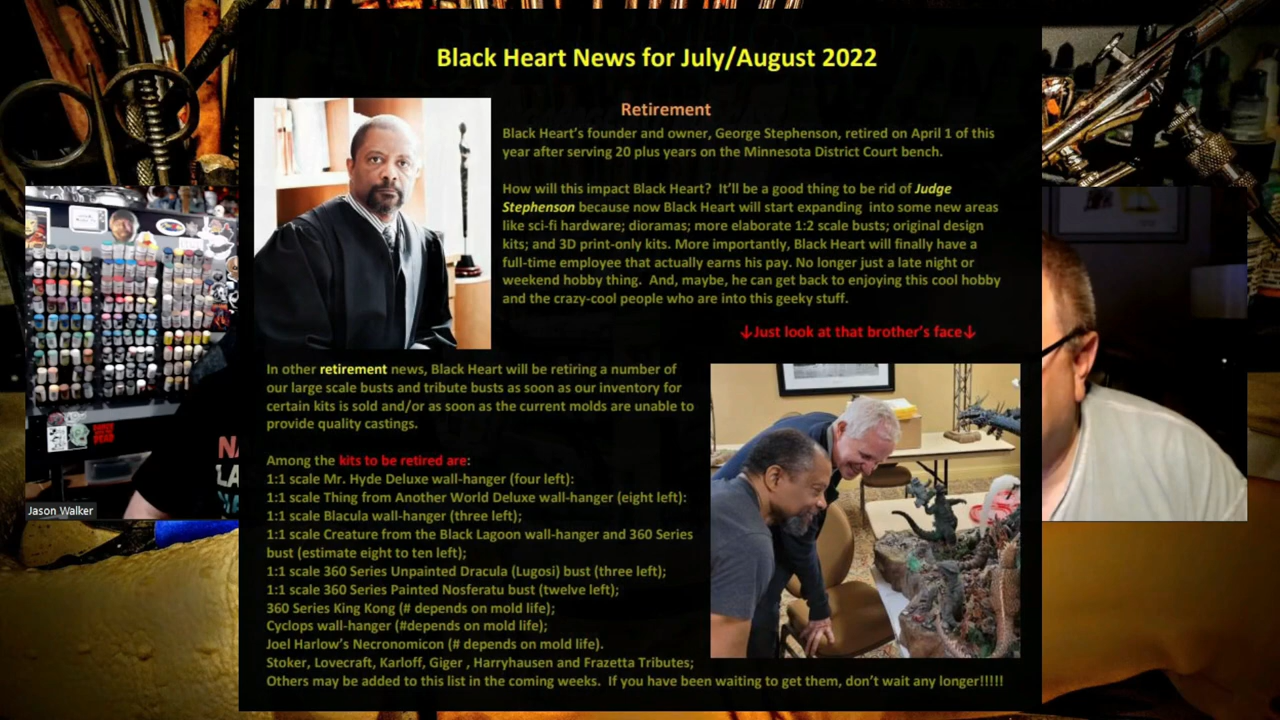 Black Heart News for July/August 2022
Retirement
Black Heart's founder and owner, George Stephenson, retired on April 1 of this
year after serving 20 plus years on the Minnesota District Court bench.
How will this impact Black Heart? It'll be a good thing to be rid of Judge
Stephenson because now Black Heart will start expanding into some new areas
like sci-fi hardware; dioramas; more elaborate 1:2 scale busts; original design
kits; and 3D print-only kits. More importantly, Black Heart will finally have a
full-time employee that actually earns his pay. No longer just a late night or
weekend hobby thing. And, maybe, he can get back to enjoying this cool hobby
and the crazy-cool people who are into this geeky stuff.
↓Just look at that brother's face↓
In other retirement news, Black Heart will be retiring a number of
our large scale busts and tribute busts as soon as our inventory for
certain kits is sold and/or as soon as the current molds are unable to
provide quality castings.
Among the kits to be retired are:
1:1 scale Mr. Hyde Deluxe wall-hanger (four left):
1:1 scale Thing from Another World Deluxe wall-hanger (eight left):
1:1 scale Blacula wall-hanger (three left);
1:1 scale Creature from the Black Lagoon wall-hanger and 360 Series
bust (estimate eight to ten left);
1:1 scale 360 Series Unpainted Dracula (Lugosi) bust (three left);
1:1 scale 360 Series Painted Nosferatu bust (twelve left);
360 Series King Kong (# depends on mold life);
Cyclops wall-hanger (#depends on mold life);
Joel Harlow's Necronomicon (# depends on mold life).
Stoker, Lovecraft, Karloff, Giger , Harryhausen and Frazetta Tributes;
Others may be added to this list in the coming weeks. If you have been waiting to get them, don't wait any longer!!!!!
Jason Walker